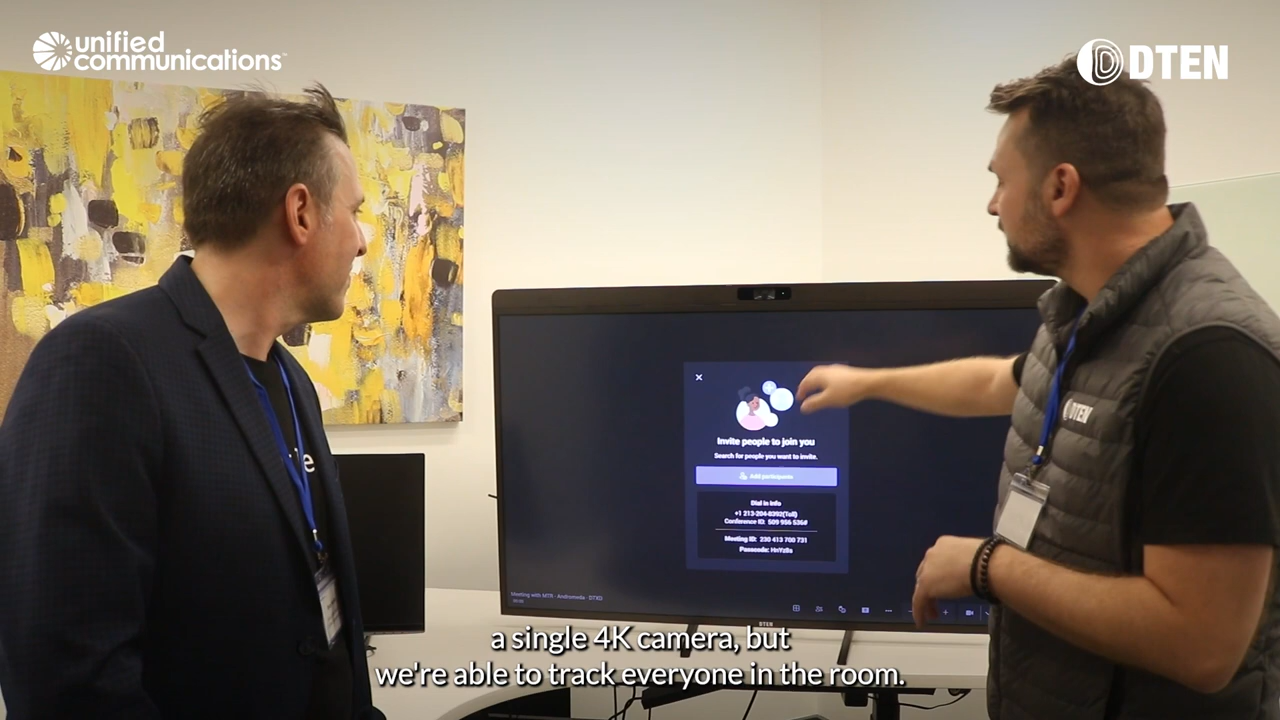 unified
communications
DTEN
DTEN
Invite people to join you
Search for people you want to invite.
Add participants
Dial in Info
+1 213-204-0392(Toll)
Conference ID: 509 956 536#
Meeting ID: 230 413 700 731
Passcode:
Meeting with MTR - Andromeda - DTEN
DTEN
a single 4K camera, but
we're able to track everyone in the room.